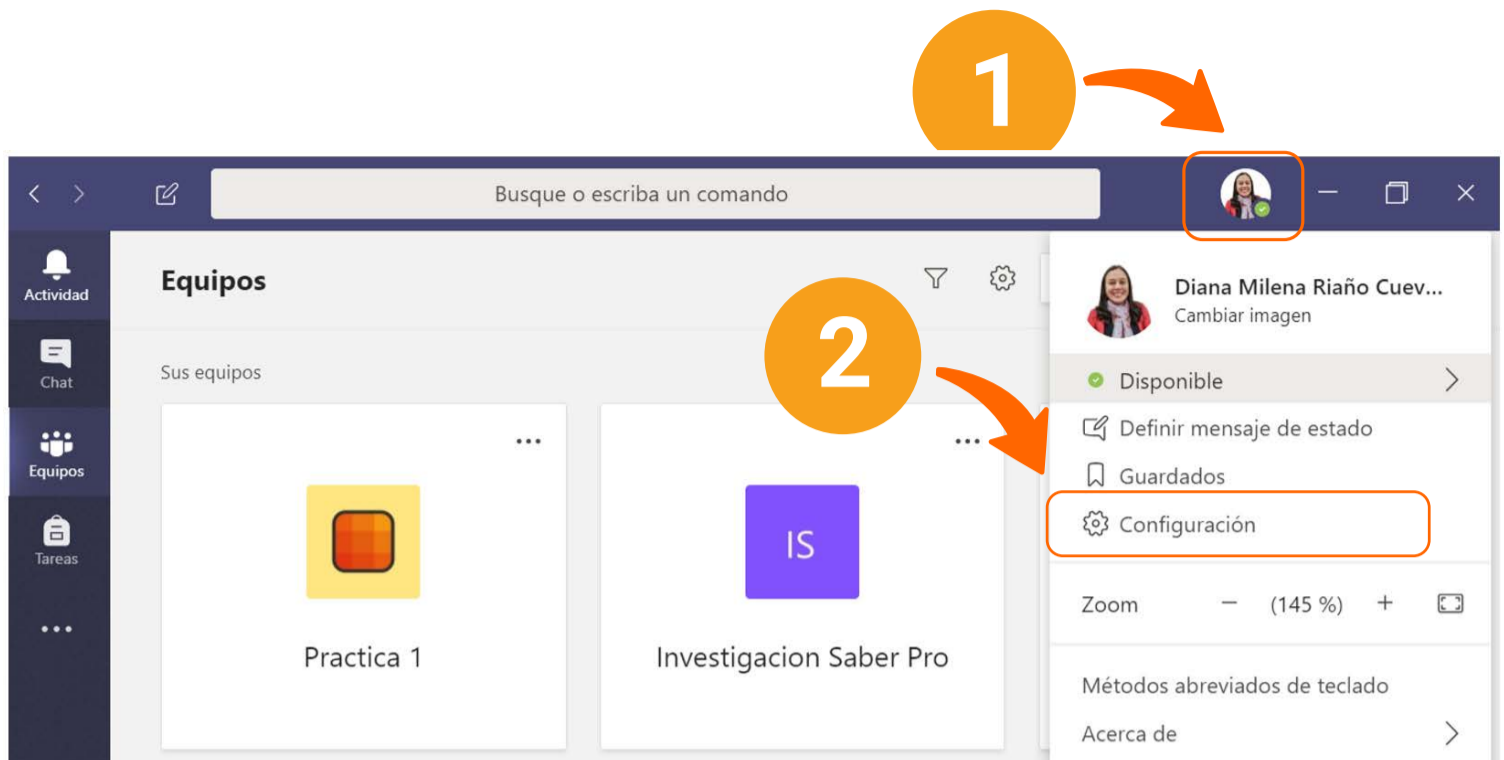 1
Busque o escriba un comando
Actividad
Chat
Equipos
Tareas
Equipos
Sus equipos
Practica 1
IS
Investigacion Saber Pro
2
Diana Milena Riaño Cuev...
Cambiar imagen
Disponible
Definir mensaje de estado
Guardados
Configuración
Zoom − (145 %) +
Métodos abreviados de teclado
Acerca de